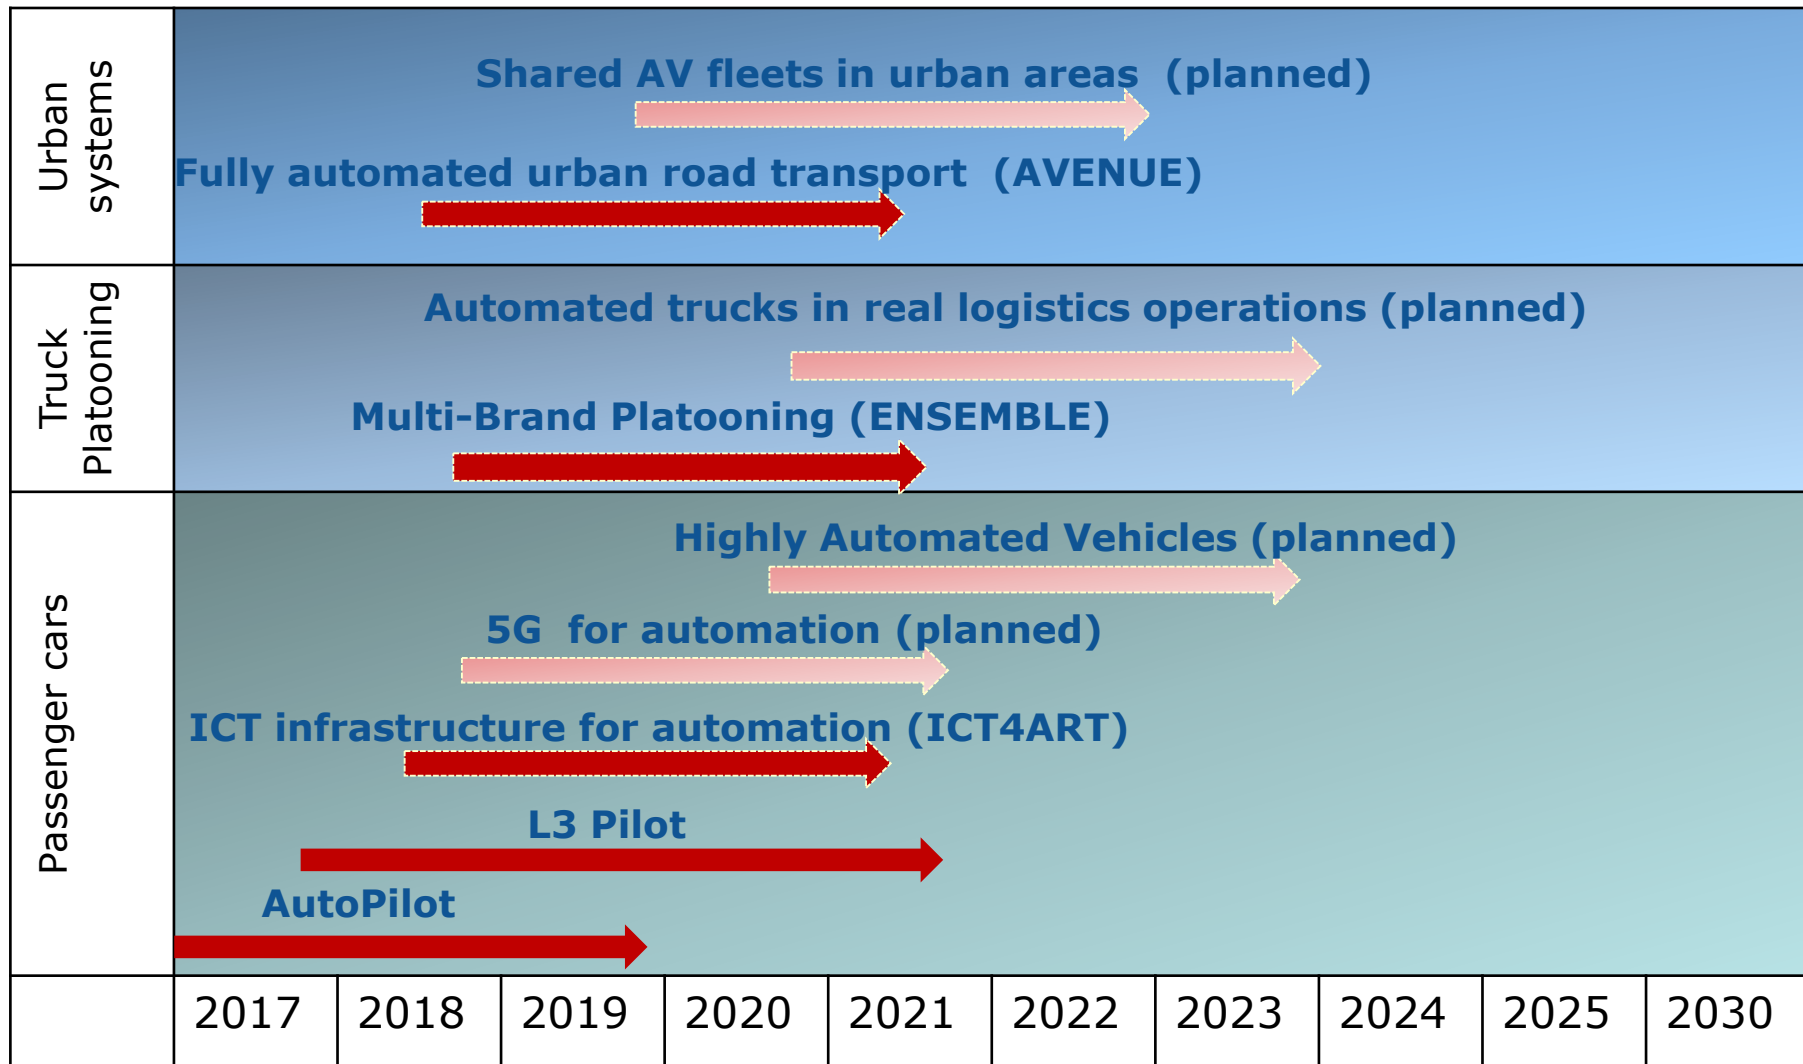 Urban
systems
Shared AV fleets in urban areas  (planned)
Fully automated urban road transport  (AVENUE)
Truck
Platooning
Automated trucks in real logistics operations (planned)
Multi-Brand Platooning (ENSEMBLE)
Passenger cars
Highly Automated Vehicles (planned)
5G  for automation (planned)
ICT infrastructure for automation (ICT4ART)
L3 Pilot
AutoPilot
2017 2018 2019 2020 2021 2022 2023 2024 2025 2030